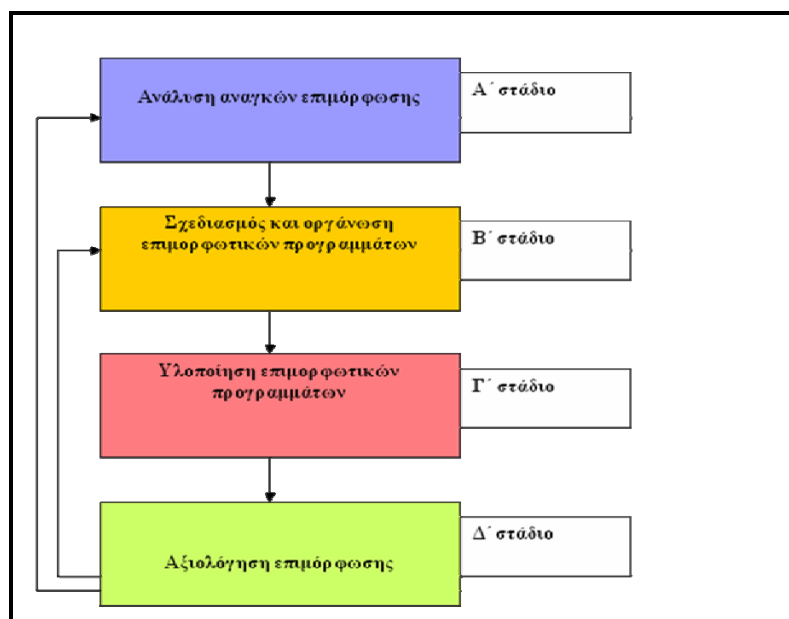 Ανάλυση αναγκών επιμόρφωσης
Α΄ στάδιο
Σχεδιασμός και οργάνωση
επιμορφωτικών προγραμμάτων
Β΄ στάδιο
Υλοποίηση επιμορφωτικών
προγραμμάτων
Γ΄ στάδιο
Αξιολόγηση επιμόρφωσης
Δ΄ στάδιο